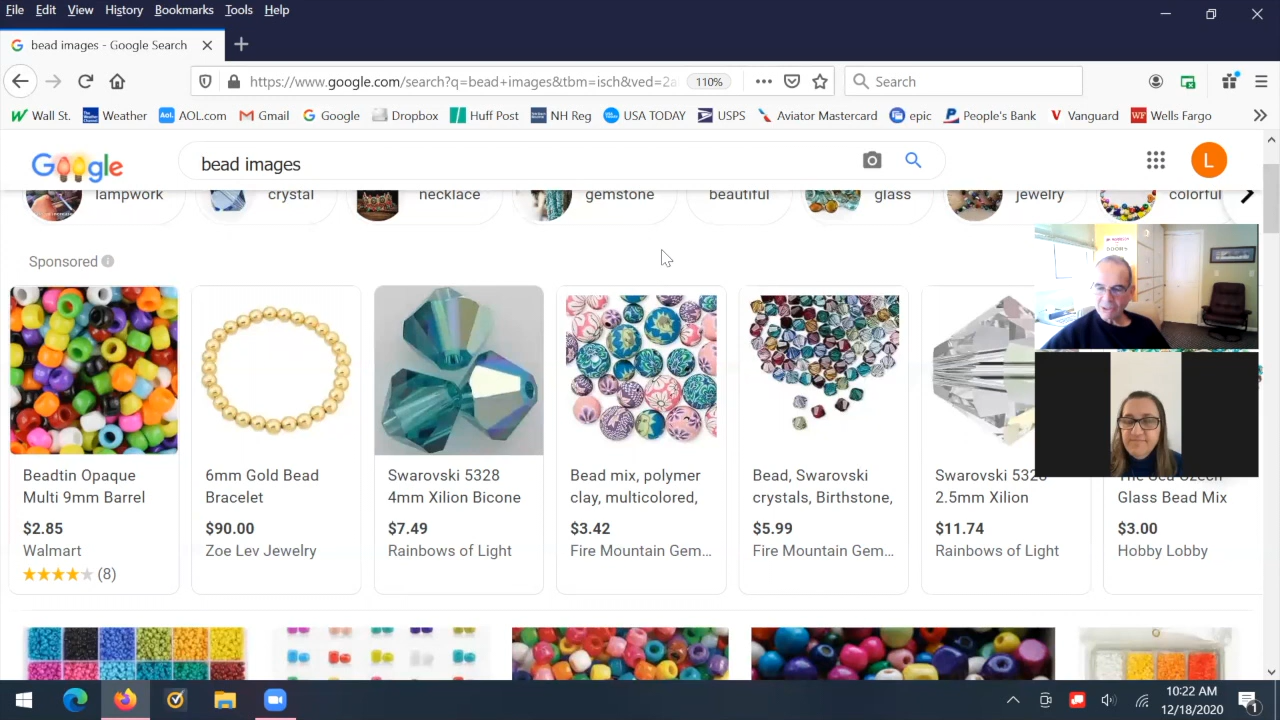 File Edit View History Bookmarks Tools Help
bead images - Google Search
https://www.google.com/search?q=bead+images&tbm=isch&ved=2a
110%
Search
Wall St. Weather AOL.com Gmail Google Dropbox Huff Post NH Reg USA TODAY USPS Aviator Mastercard epic People's Bank Vanguard Wells Fargo
Google
bead images
L
lampwork crystal necklace gemstone beautiful glass jewelry colorful
Sponsored
Beadtin Opaque
Multi 9mm Barrel
$2.85
Walmart
(8)
6mm Gold Bead
Bracelet
$90.00
Zoe Lev Jewelry
Swarovski 5328
4mm Xilion Bicone
$7.49
Rainbows of Light
Bead mix, polymer
clay, multicolored,
$3.42
Fire Mountain Gem...
Bead, Swarovski
crystals, Birthstone,
$5.99
Fire Mountain Gem...
Swarovski 532
2.5mm Xilion
$11.74
Rainbows of Light
Glass Bead Mix
$3.00
Hobby Lobby
10:22 AM
12/18/2020
1